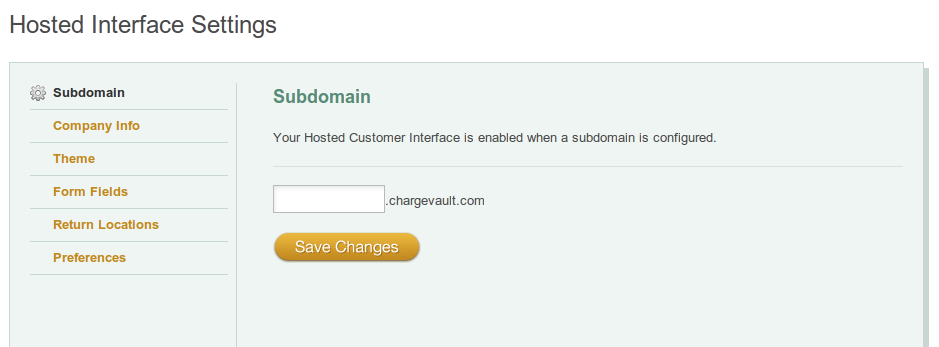 Hosted Interface Settings
Subdomain
Company Info
Theme
Form Fields
Return Locations
Preferences
Subdomain
Your Hosted Customer Interface is enabled when a subdomain is configured.
.chargevault.com
Save Changes